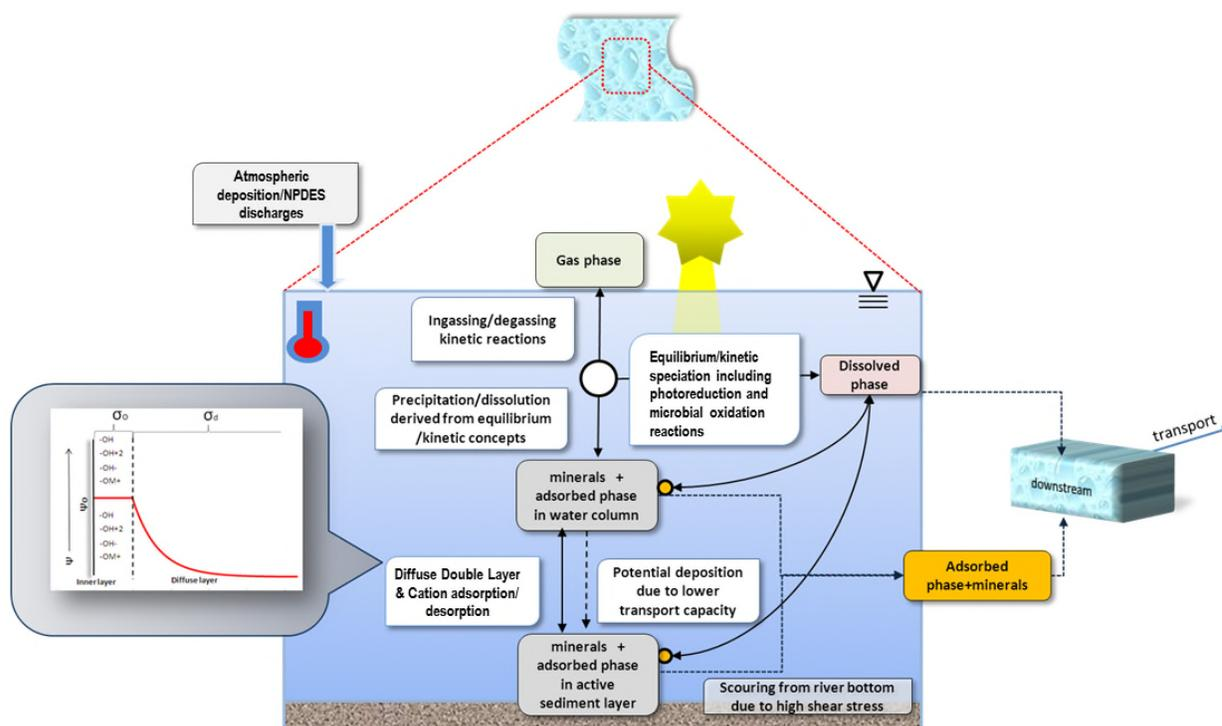 Atmospheric
deposition/NPDES
discharges
Gas phase
Ingassing/degassing
kinetic reactions
Equilibrium/kinetic
speciation including
photoreduction and
microbial oxidation
reactions
Dissolved
phase
Precipitation/dissolution
derived from equilibrium
/kinetic concepts
transport
downstream
minerals +
adsorbed phase
in water column
σo
σd
-OH
-OH+2
-OH-
-OM+
Ψo
-OH
-OH+2
-OH-
-OM+
Ψ
Inner layer
Diffuse layer
Diffuse Double Layer
& Cation adsorption/
desorption
Potential deposition
due to lower
transport capacity
Adsorbed
phase+minerals
minerals +
adsorbed phase
in active
sediment layer
Scouring from river bottom
due to high shear stress